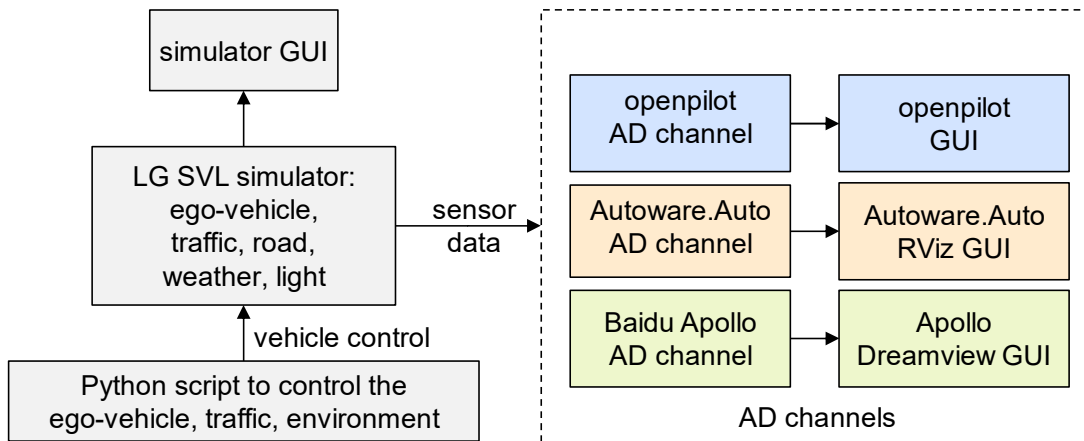 simulator GUI
LG SVL simulator:
ego-vehicle,
traffic, road,
weather, light
sensor
data
vehicle control
Python script to control the
ego-vehicle, traffic, environment
openpilot
AD channel
openpilot
GUI
Autoware.Auto
AD channel
Autoware.Auto
RViz GUI
Baidu Apollo
AD channel
Apollo
Dreamview GUI
AD channels